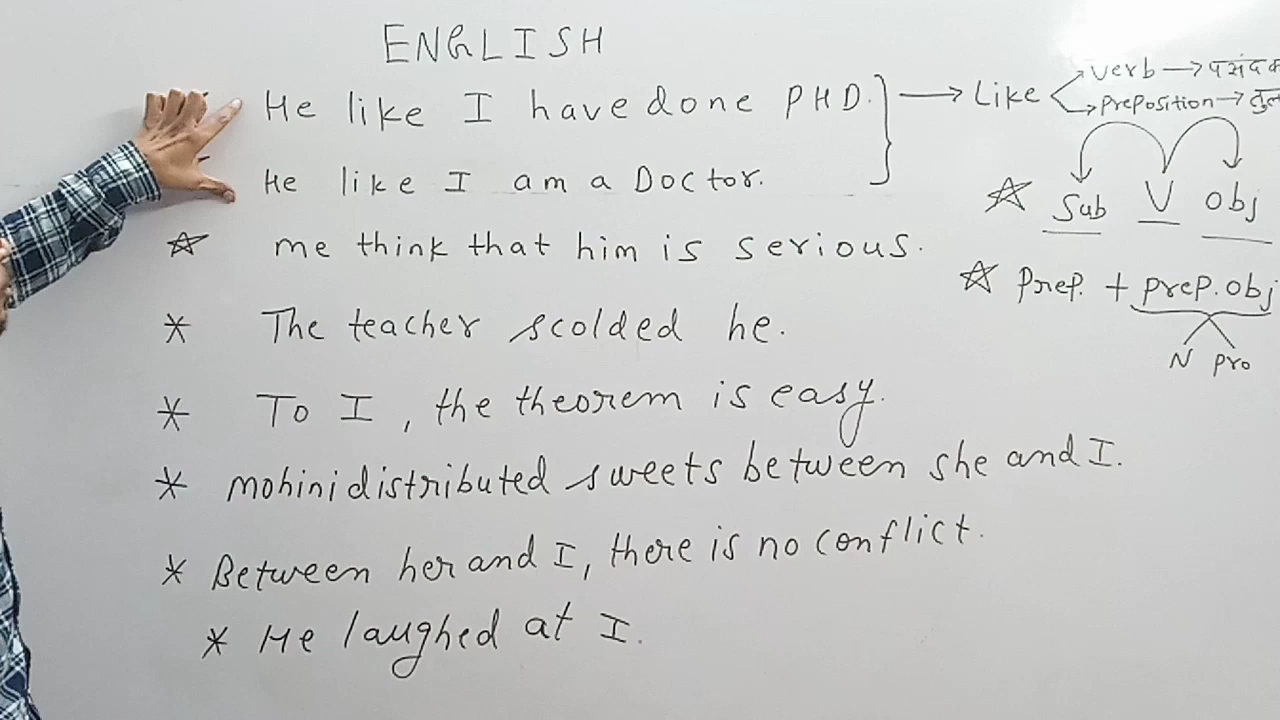 ENGLISH
He like I have done PHD.
He like I am a Doctor.
me think that him is serious.
The teacher scolded he.
To I, the theorem is easy.
mohini distributed sweets between she and I.
Between her and I, there is no conflict.
He laughed at I.
Like
verb →
preposition →
Sub V obj
prep. + prep. obj
N pro